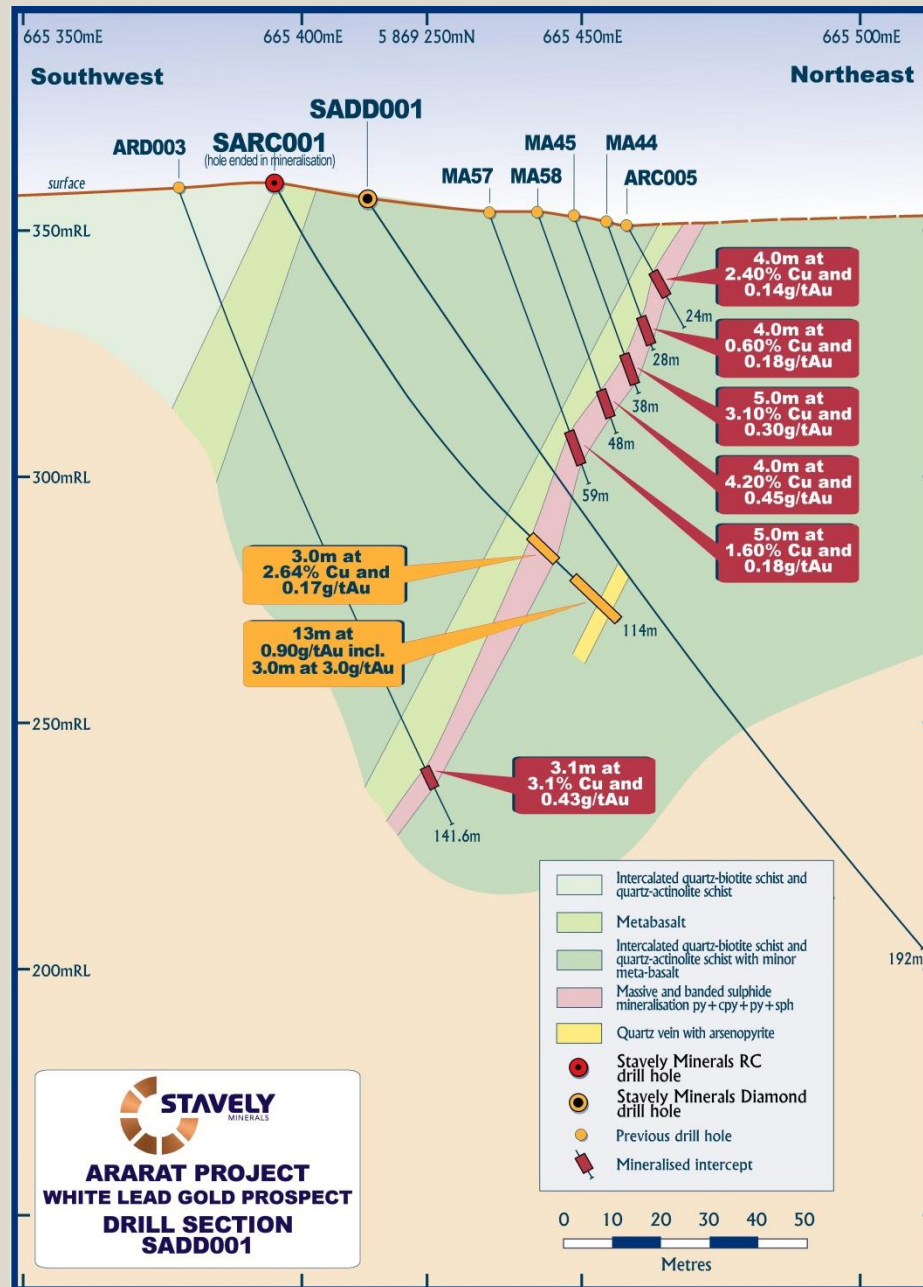 665 350mE
665 400mE
5 869 250mN
665 450mE
665 500mE
Southwest
Northeast
SADD001
SARC001
(hole ended in mineralisation)
ARD003
MA45
MA44
MA57
MA58
ARC005
surface
350mRL
4.0m at
2.40% Cu and
0.14g/tAu
24m
4.0m at
0.60% Cu and
0.18g/tAu
28m
5.0m at
3.10% Cu and
0.30g/tAu
38m
4.0m at
4.20% Cu and
0.45g/tAu
48m
5.0m at
1.60% Cu and
0.18g/tAu
59m
300mRL
3.0m at
2.64% Cu and
0.17g/tAu
13m at
0.90g/tAu incl.
3.0m at 3.0g/tAu
114m
250mRL
3.1m at
3.1% Cu and
0.43g/tAu
141.6m
200mRL
192m
Intercalated quartz-biotite schist and
quartz-actinolite schist
Metabasalt
Intercalated quartz-biotite schist and
quartz-actinolite schist with minor
meta-basalt
Massive and banded sulphide
mineralisation py+cpy+py+sph
Quartz vein with arsenopyrite
Stavely Minerals RC
drill hole
Stavely Minerals Diamond
drill hole
Previous drill hole
Mineralised intercept
0 10 20 30 40 50
Metres
STAVELY
MINERALS
ARARAT PROJECT
WHITE LEAD GOLD PROSPECT
DRILL SECTION
SADD001